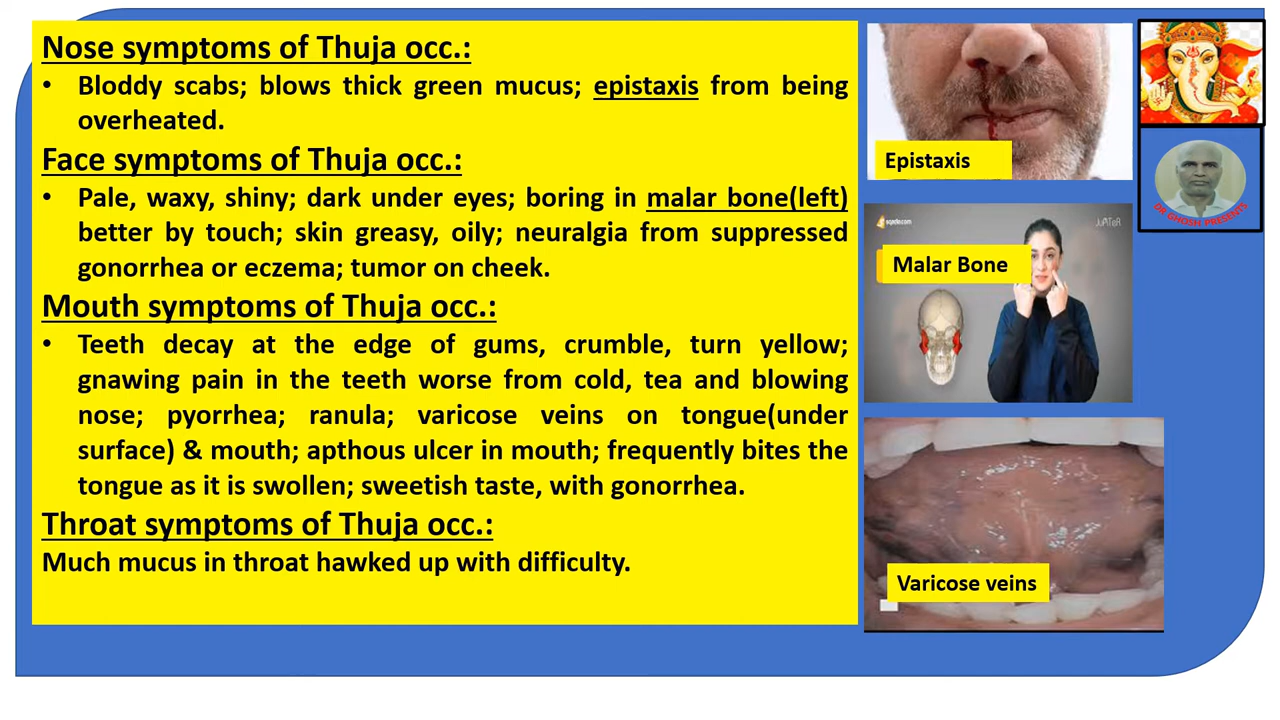 Nose symptoms of Thuja occ.:
• Bloddy scabs; blows thick green mucus; epistaxis from being
overheated.
Face symptoms of Thuja occ.:
• Pale, waxy, shiny; dark under eyes; boring in malar bone(left)
better by touch; skin greasy, oily; neuralgia from suppressed
gonorrhea or eczema; tumor on cheek.
Mouth symptoms of Thuja occ.:
• Teeth decay at the edge of gums, crumble, turn yellow;
gnawing pain in the teeth worse from cold, tea and blowing
nose; pyorrhea; ranula; varicose veins on tongue(under
surface) & mouth; apthous ulcer in mouth; frequently bites the
tongue as it is swollen; sweetish taste, with gonorrhea.
Throat symptoms of Thuja occ.:
Much mucus in throat hawked up with difficulty.
Epistaxis
DR GHOSH PRESENTS
Malar Bone
Varicose veins